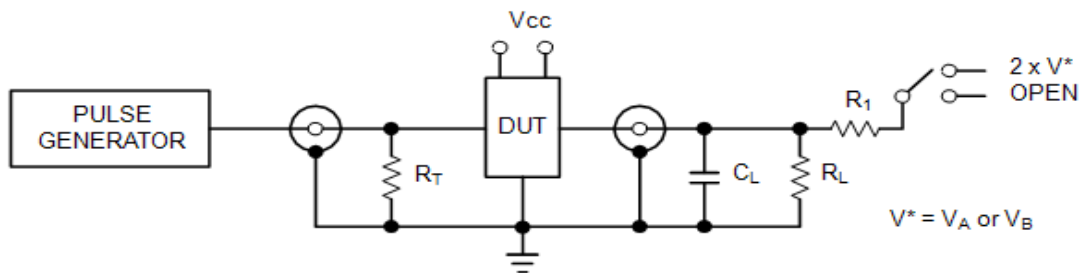 Vcc
2 x V*
OPEN
R1
PULSE
GENERATOR
DUT
RT
CL
RL
V* = VA or VB